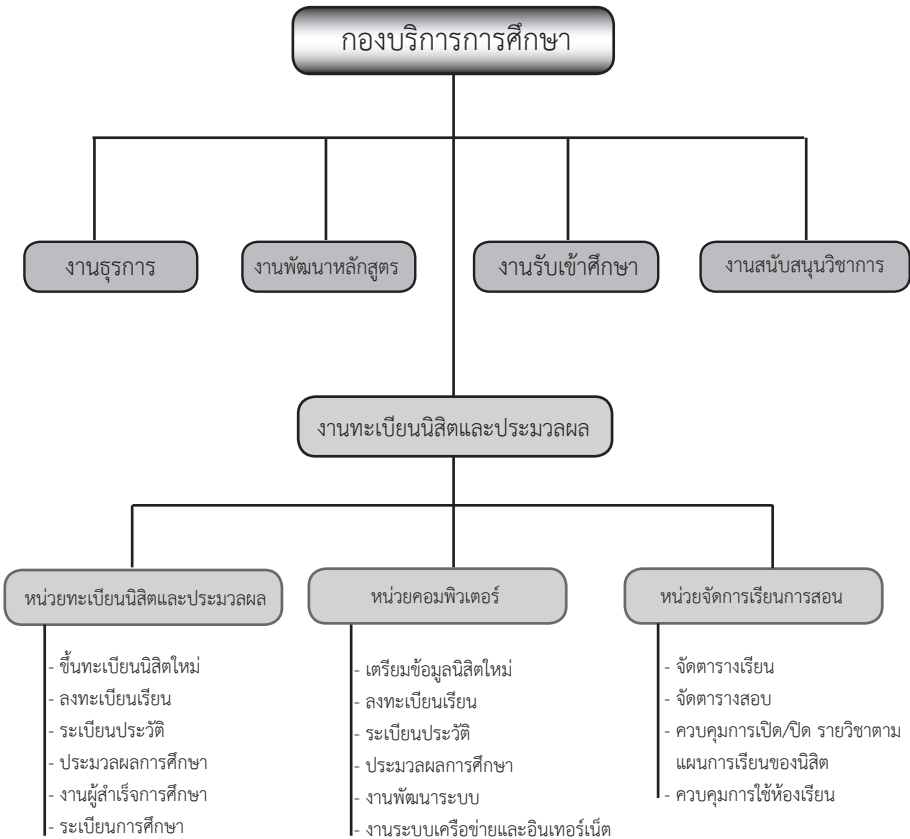 กองบริการการศึกษา
งานธุรการ
งานพัฒนาหลักสูตร
งานรับเข้าศึกษา
งานสนับสนุนวิชาการ
งานทะเบียนนิสิตและประมวลผล
หน่วยทะเบียนนิสิตและประมวลผล
- ขึ้นทะเบียนนิสิตใหม่
- ลงทะเบียนเรียน
- ระเบียนประวัติ
- ประมวลผลการศึกษา
- งานผู้สำเร็จการศึกษา
- ระเบียนการศึกษา
หน่วยคอมพิวเตอร์
- เตรียมข้อมูลนิสิตใหม่
- ลงทะเบียนเรียน
- ระเบียนประวัติ
- ประมวลผลการศึกษา
- งานพัฒนาระบบ
- งานระบบเครือข่ายและอินเทอร์เน็ต
หน่วยจัดการเรียนการสอน
- จัดตารางเรียน
- จัดตารางสอบ
- ควบคุมการเปิด/ปิด รายวิชาตาม
แผนการเรียนของนิสิต
- ควบคุมการใช้ห้องเรียน